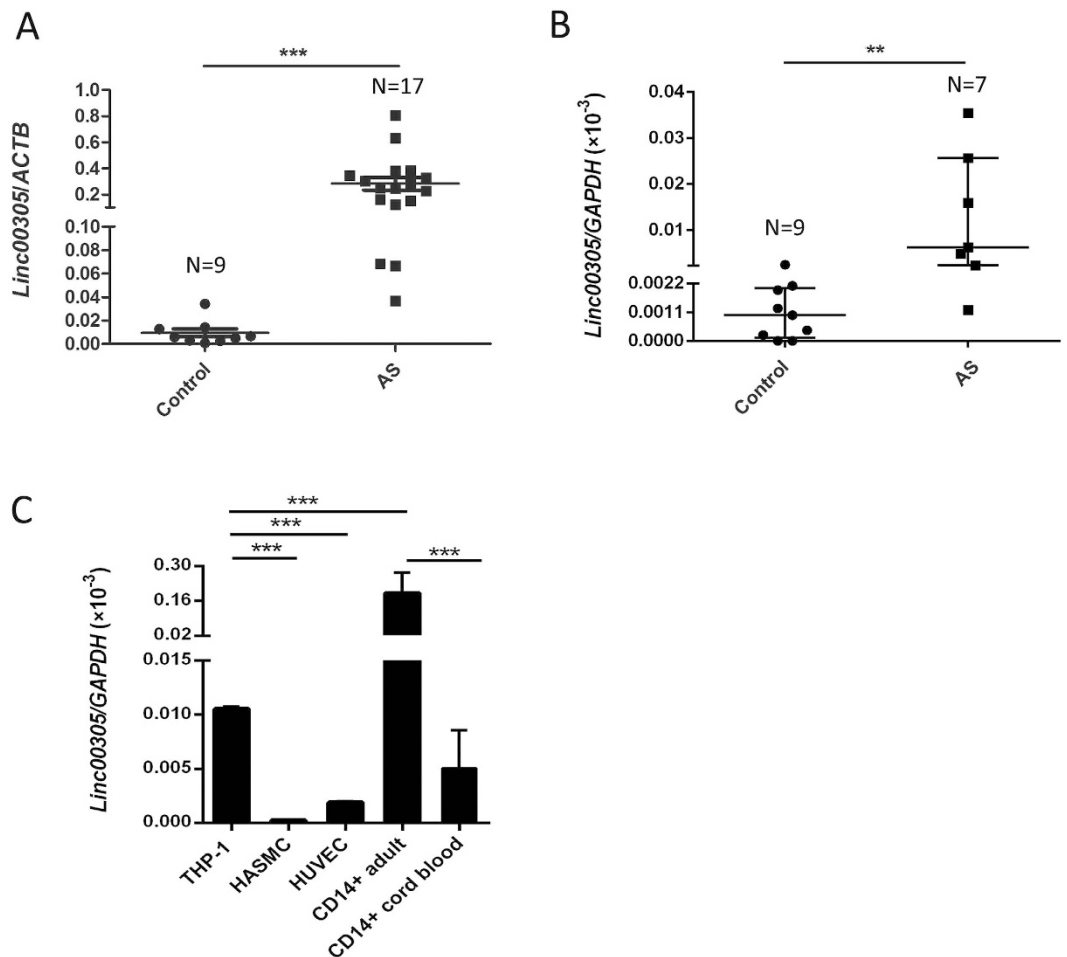 A
***
N=17
N=9
Linc00305/ACTB
1.0
0.8
0.6
0.4
0.2
0.10
0.08
0.06
0.04
0.02
0.00
Control
AS
B
**
N=7
N=9
Linc00305/GAPDH (×10⁻³)
0.04
0.03
0.02
0.01
0.0022
0.0011
0.0000
Control
AS
C
***
***
***
***
Linc00305/GAPDH (×10⁻³)
0.30
0.16
0.02
0.015
0.010
0.005
0.000
THP-1
HASMC
HUVEC
CD14+ adult
CD14+ cord blood